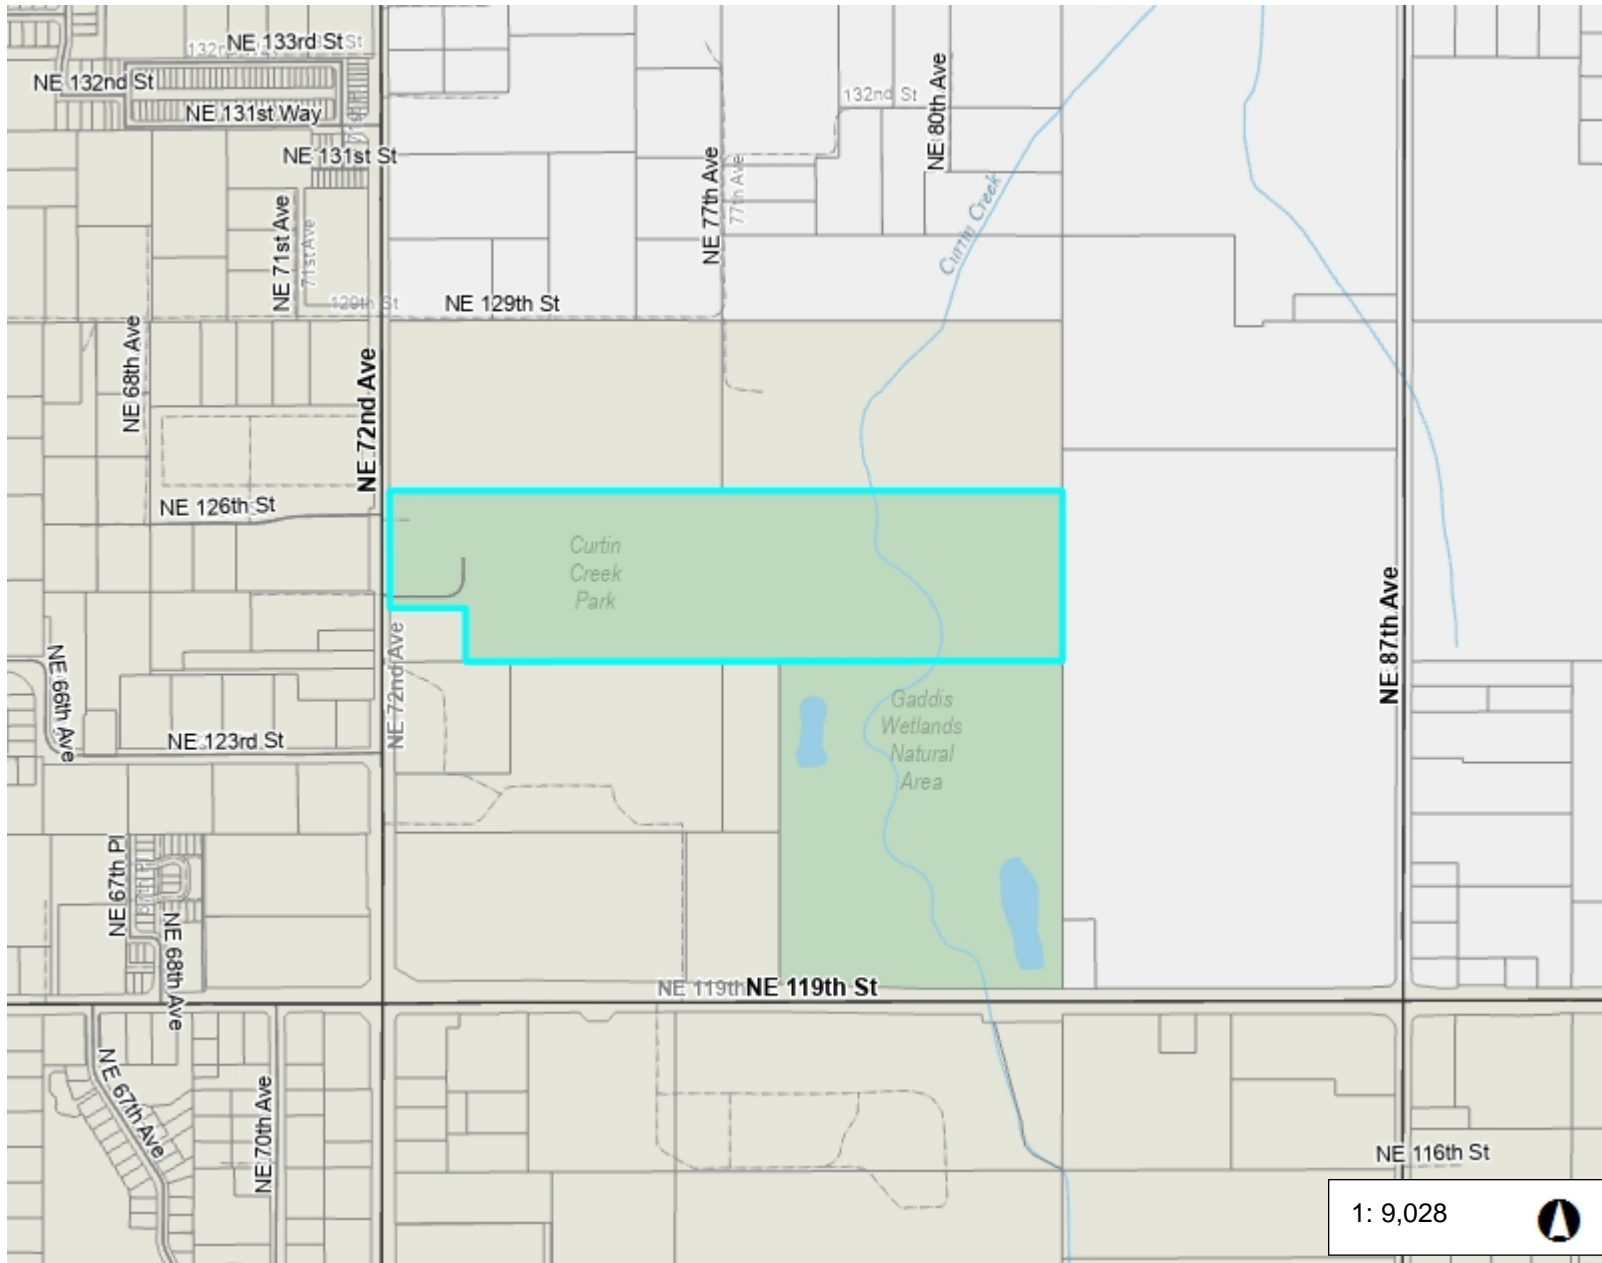 NE 133rd St
132nd St
NE 132nd St
NE 131st Way
NE 131st St
132nd St
NE 80th Ave
NE 77th Ave
77th Ave
Curtin Creek
NE 71st Ave
71st Ave
129th St
NE 129th St
NE 68th Ave
NE 72nd Ave
NE 126th St
Curtin
Creek
Park
NE 87th Ave
NE 72nd Ave
NE 66th Ave
NE 123rd St
Gaddis
Wetlands
Natural
Area
NE 67th Pl
67th Pl
NE 68th Ave
NE 119th
NE 119th St
NE 67th Ave
NE 70th Ave
NE 116th St
1: 9,028